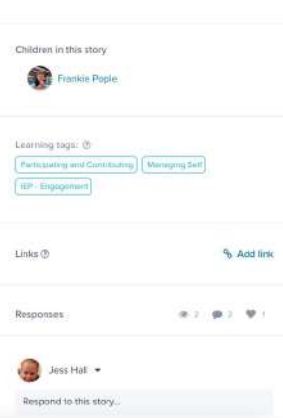 Children in this story
Frankie Pople
Learning tags:
Participating and Contributing
Managing Self
IEP - Engagement
Links
Add link
Responses
2
2
1
Jess Hall
Respond to this story...